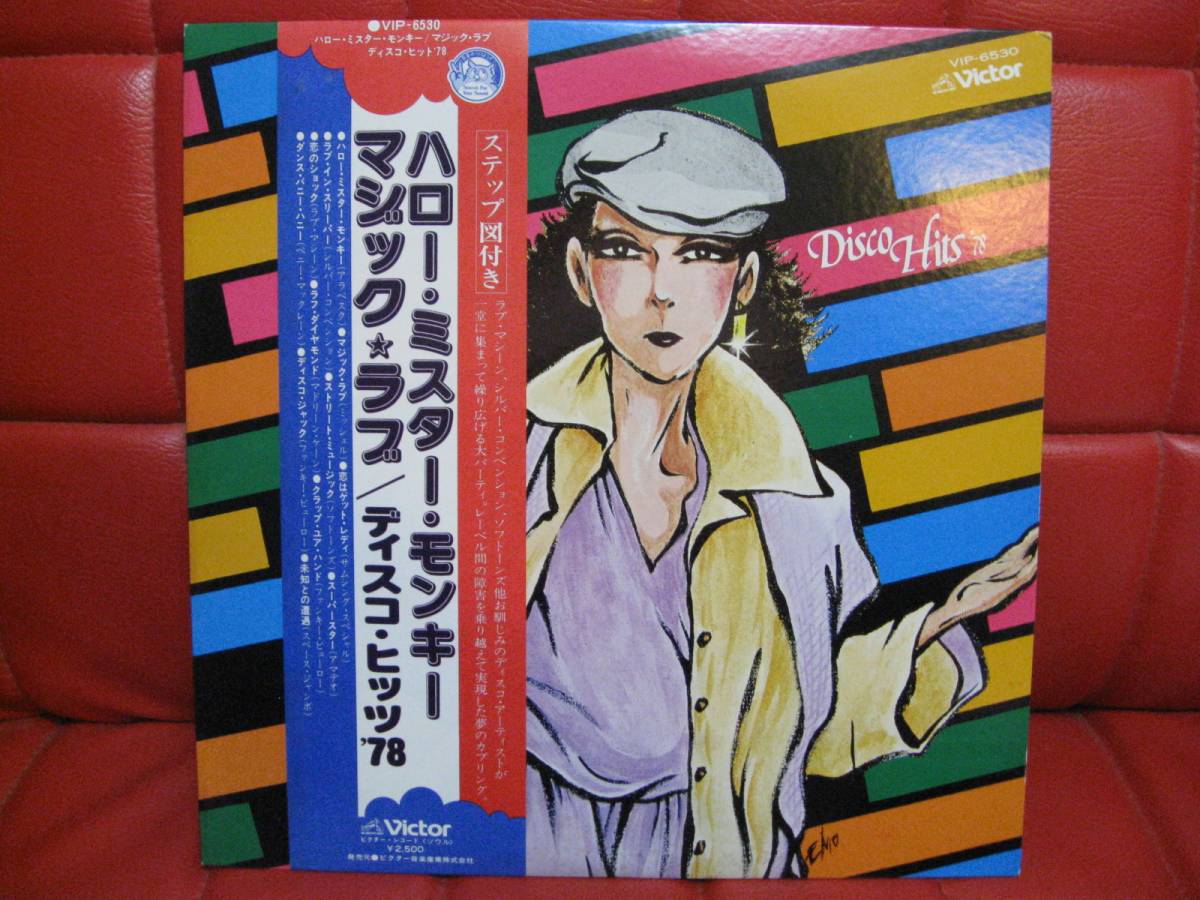 ●VIP-6530
ハロー・ミスター・モンキー/マジック・ラブ
ディスコ・ヒット'78
Search For
Your Sound
ステップ図付き
ラブ・マシーン、シルバー・コンベンション、ソフトーンズ他お馴じみのディスコ・アーティストが
一堂に集まって繰り広げる大パーティ。レーベル間の障害を乗り越えて実現した夢のカプリング。
ハロー・ミスター・モンキー
マジック★ラブ/ディスコ・ヒッツ'78
●ハロー・ミスター・モンキー(アラベスク)●マジック・ラブ(ミッシェル)●恋はゲット・レディ(サムシング・スペシャル)
●ラブ・イン・スリーパー(シルバー・コンベンション)●ストリート・ミュージック(ソフトーンズ)●スーパースター(アマデオ)
●恋のショック(ラブ・マシーン)●ラフ・ダイヤモンド(マドリーン・ケーン)●クラップ・ユア・ハンド(ファンキー・ビューロー)
●ダンス・バニー・ハニー(ペニー・マックレーン)●ディスコ・ジャック(ファンキー・ビューロー)●未知との遭遇(スペース・ジャンボ)
Victor
ビクター・レコード《ソウル》
¥2,500
発売元●ビクター音楽産業株式会社
VIP-6530
Victor
Disco Hits '78
EMO